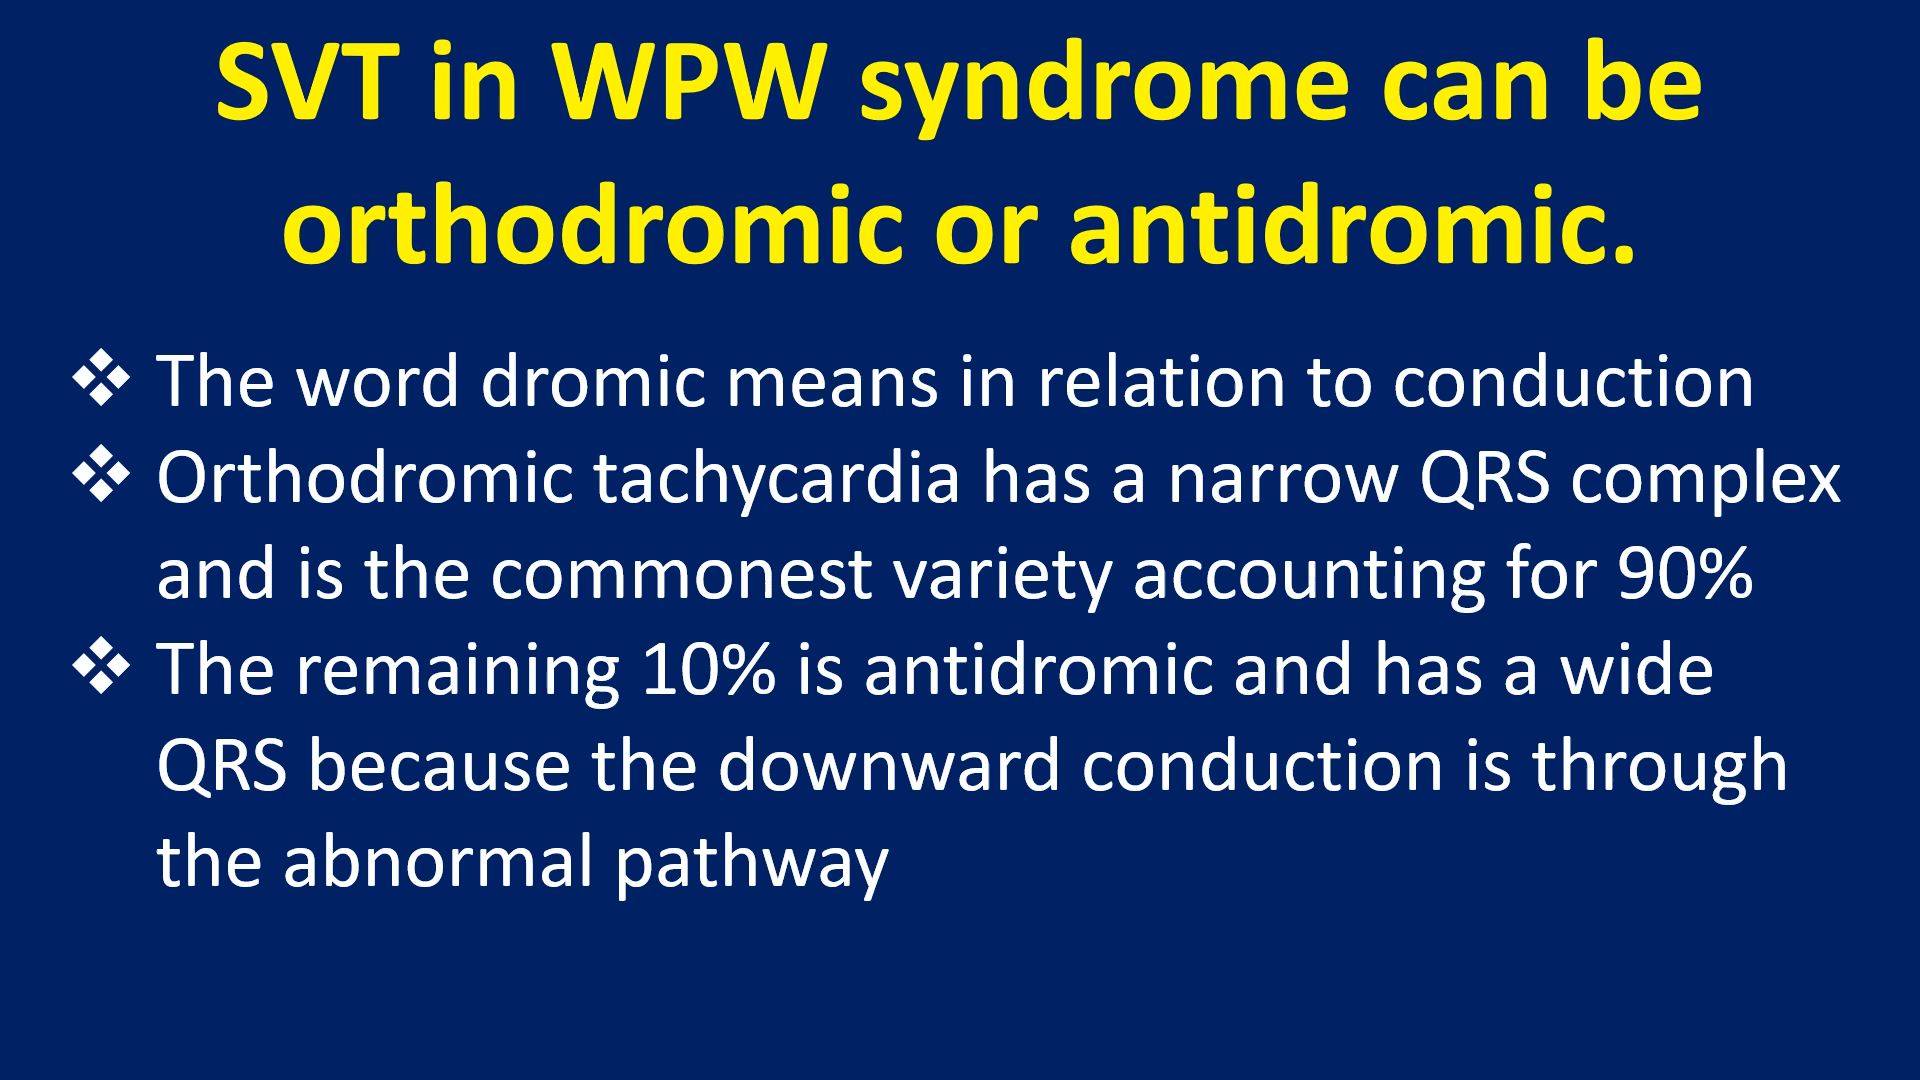 SVT in WPW syndrome can be
orthodromic or antidromic.
❖ The word dromic means in relation to conduction
❖ Orthodromic tachycardia has a narrow QRS complex
and is the commonest variety accounting for 90%
❖ The remaining 10% is antidromic and has a wide
QRS because the downward conduction is through
the abnormal pathway